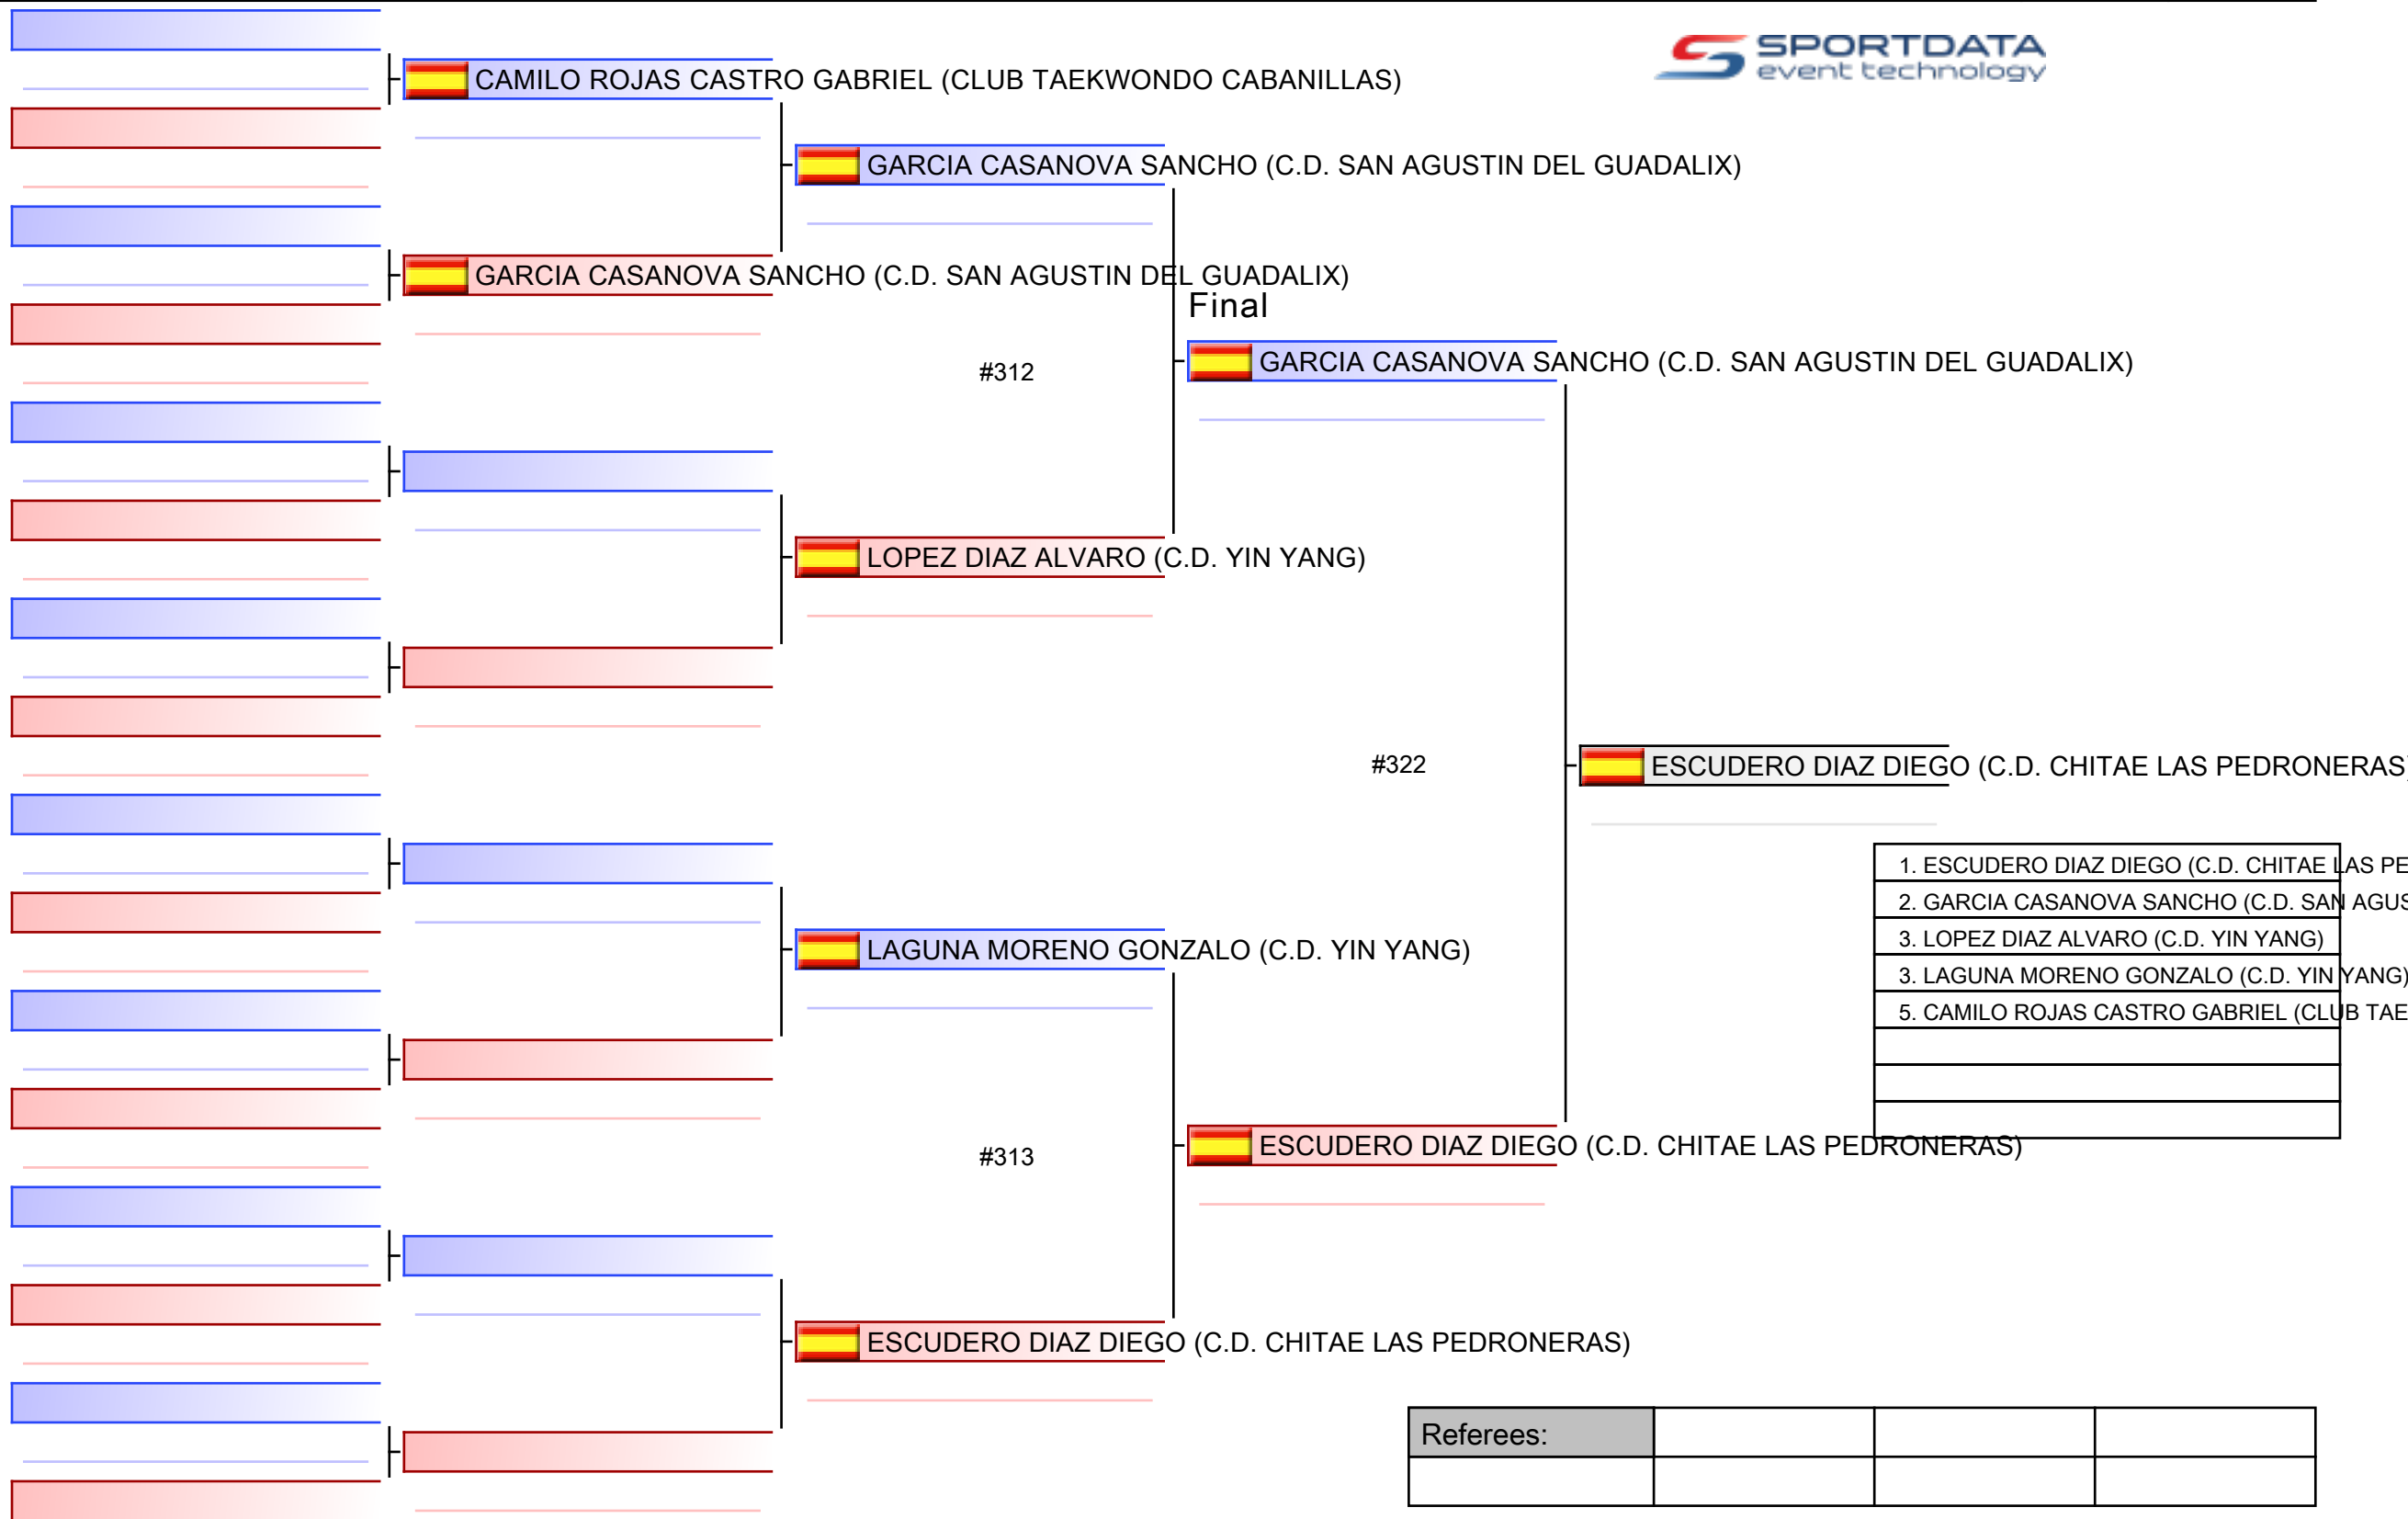 SPORTDATA
event technology
CAMILO ROJAS CASTRO GABRIEL (CLUB TAEKWONDO CABANILLAS)
GARCIA CASANOVA SANCHO (C.D. SAN AGUSTIN DEL GUADALIX)
GARCIA CASANOVA SANCHO (C.D. SAN AGUSTIN DEL GUADALIX)
Final
GARCIA CASANOVA SANCHO (C.D. SAN AGUSTIN DEL GUADALIX)
#312
LOPEZ DIAZ ALVARO (C.D. YIN YANG)
#322
ESCUDERO DIAZ DIEGO (C.D. CHITAE LAS PEDRONERAS)
1. ESCUDERO DIAZ DIEGO (C.D. CHITAE LAS PE
2. GARCIA CASANOVA SANCHO (C.D. SAN AGUS
3. LOPEZ DIAZ ALVARO (C.D. YIN YANG)
LAGUNA MORENO GONZALO (C.D. YIN YANG)
3. LAGUNA MORENO GONZALO (C.D. YIN YANG)
5. CAMILO ROJAS CASTRO GABRIEL (CLUB TAE
ESCUDERO DIAZ DIEGO (C.D. CHITAE LAS PEDRONERAS)
#313
ESCUDERO DIAZ DIEGO (C.D. CHITAE LAS PEDRONERAS)
Referees: